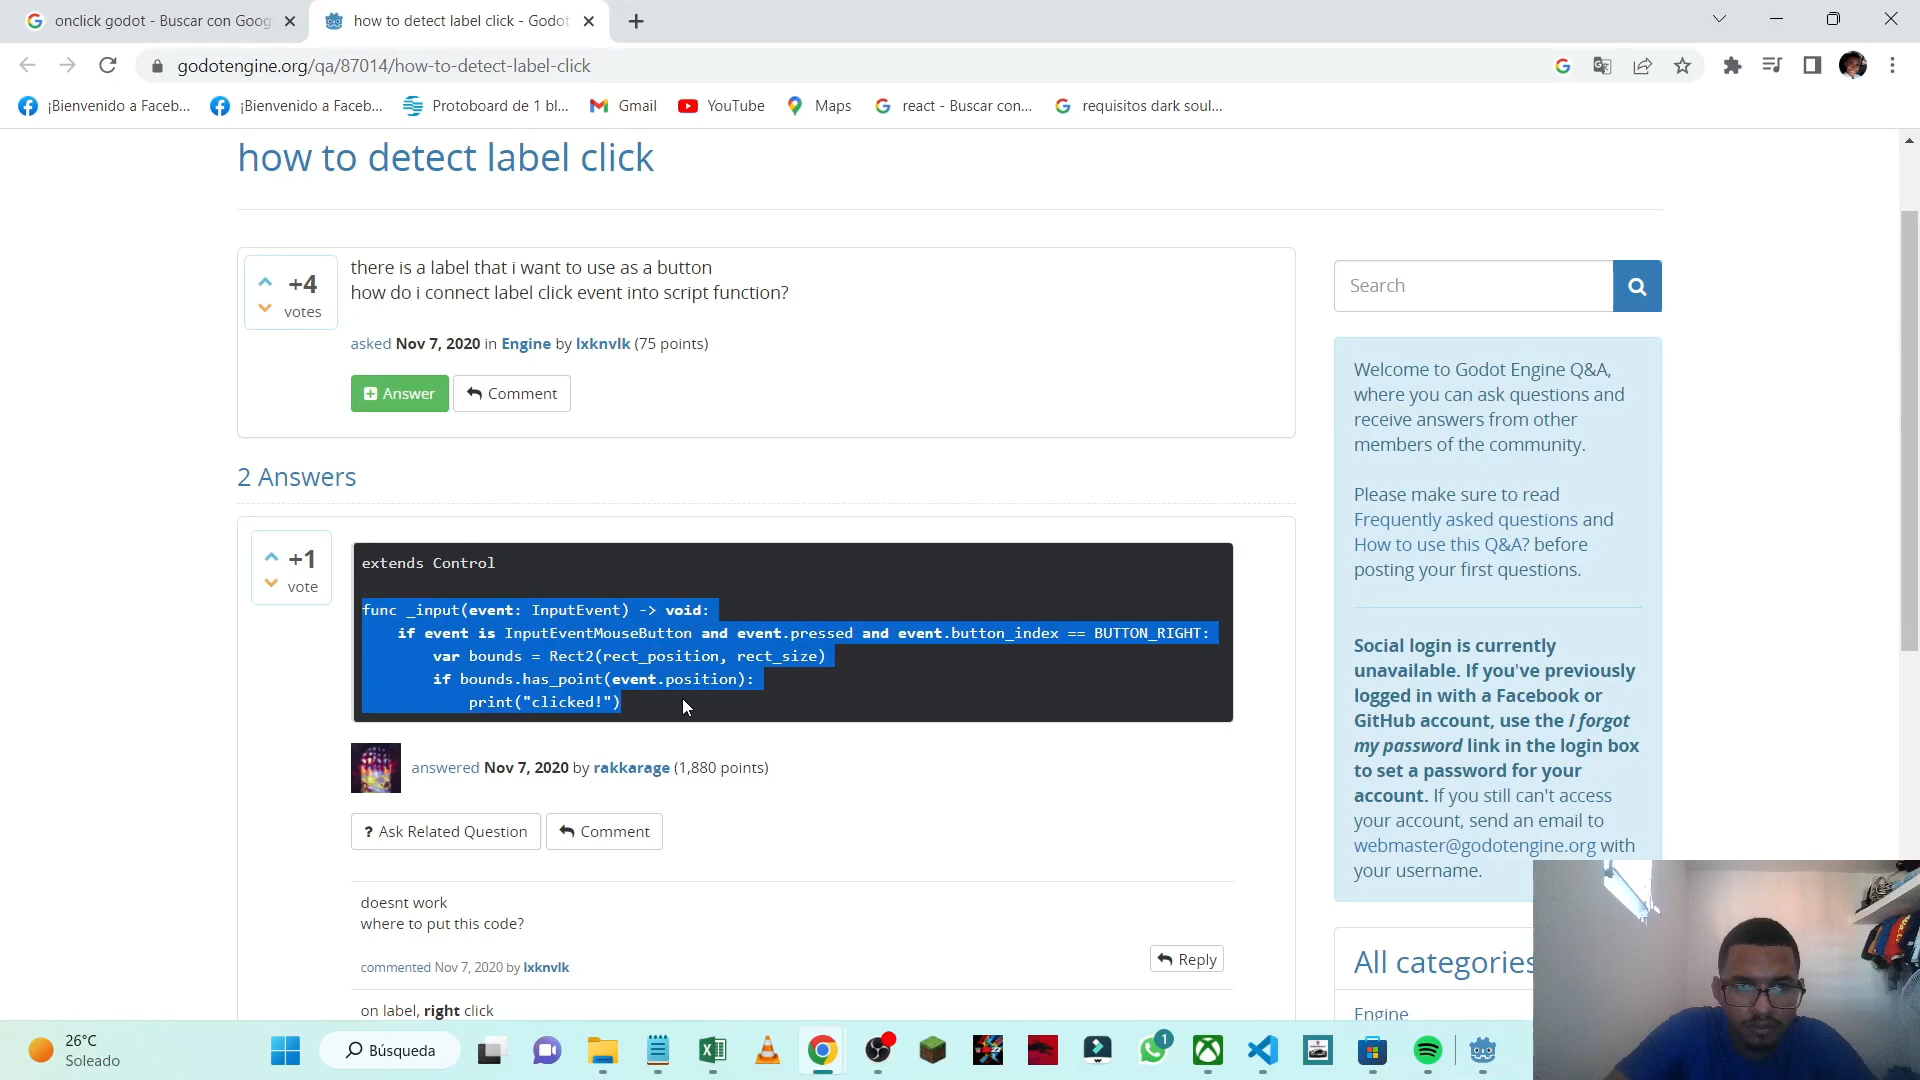 onclick godot - Buscar con Goog
how to detect label click - Godot
godotengine.org/qa/87014/how-to-detect-label-click
¡Bienvenido a Faceb...
¡Bienvenido a Faceb...
Protoboard de 1 bl...
Gmail
YouTube
Maps
react - Buscar con...
requisitos dark soul...
how to detect label click
+4
votes
there is a label that i want to use as a button
how do i connect label click event into script function?
asked Nov 7, 2020 in Engine by lxknvlk (75 points)
Answer
Comment
2 Answers
+1
vote
extends Control
func _input(event: InputEvent) -> void:
if event is InputEventMouseButton and event.pressed and event.button_index == BUTTON_RIGHT:
var bounds = Rect2(rect_position, rect_size)
if bounds.has_point(event.position):
print("clicked!")
answered Nov 7, 2020 by rakkarage (1,880 points)
? Ask Related Question
Comment
doesnt work
where to put this code?
commented Nov 7, 2020 by lxknvlk
Reply
on label, right click
Search
Welcome to Godot Engine Q&A,
where you can ask questions and
receive answers from other
members of the community.
Please make sure to read
Frequently asked questions and
How to use this Q&A? before
posting your first questions.
Social login is currently
unavailable. If you've previously
logged in with a Facebook or
GitHub account, use the I forgot
my password link in the login box
to set a password for your
account. If you still can't access
your account, send an email to
webmaster@godotengine.org with
your username.
All categories
Engine
26°C
Soleado
Búsqueda
1